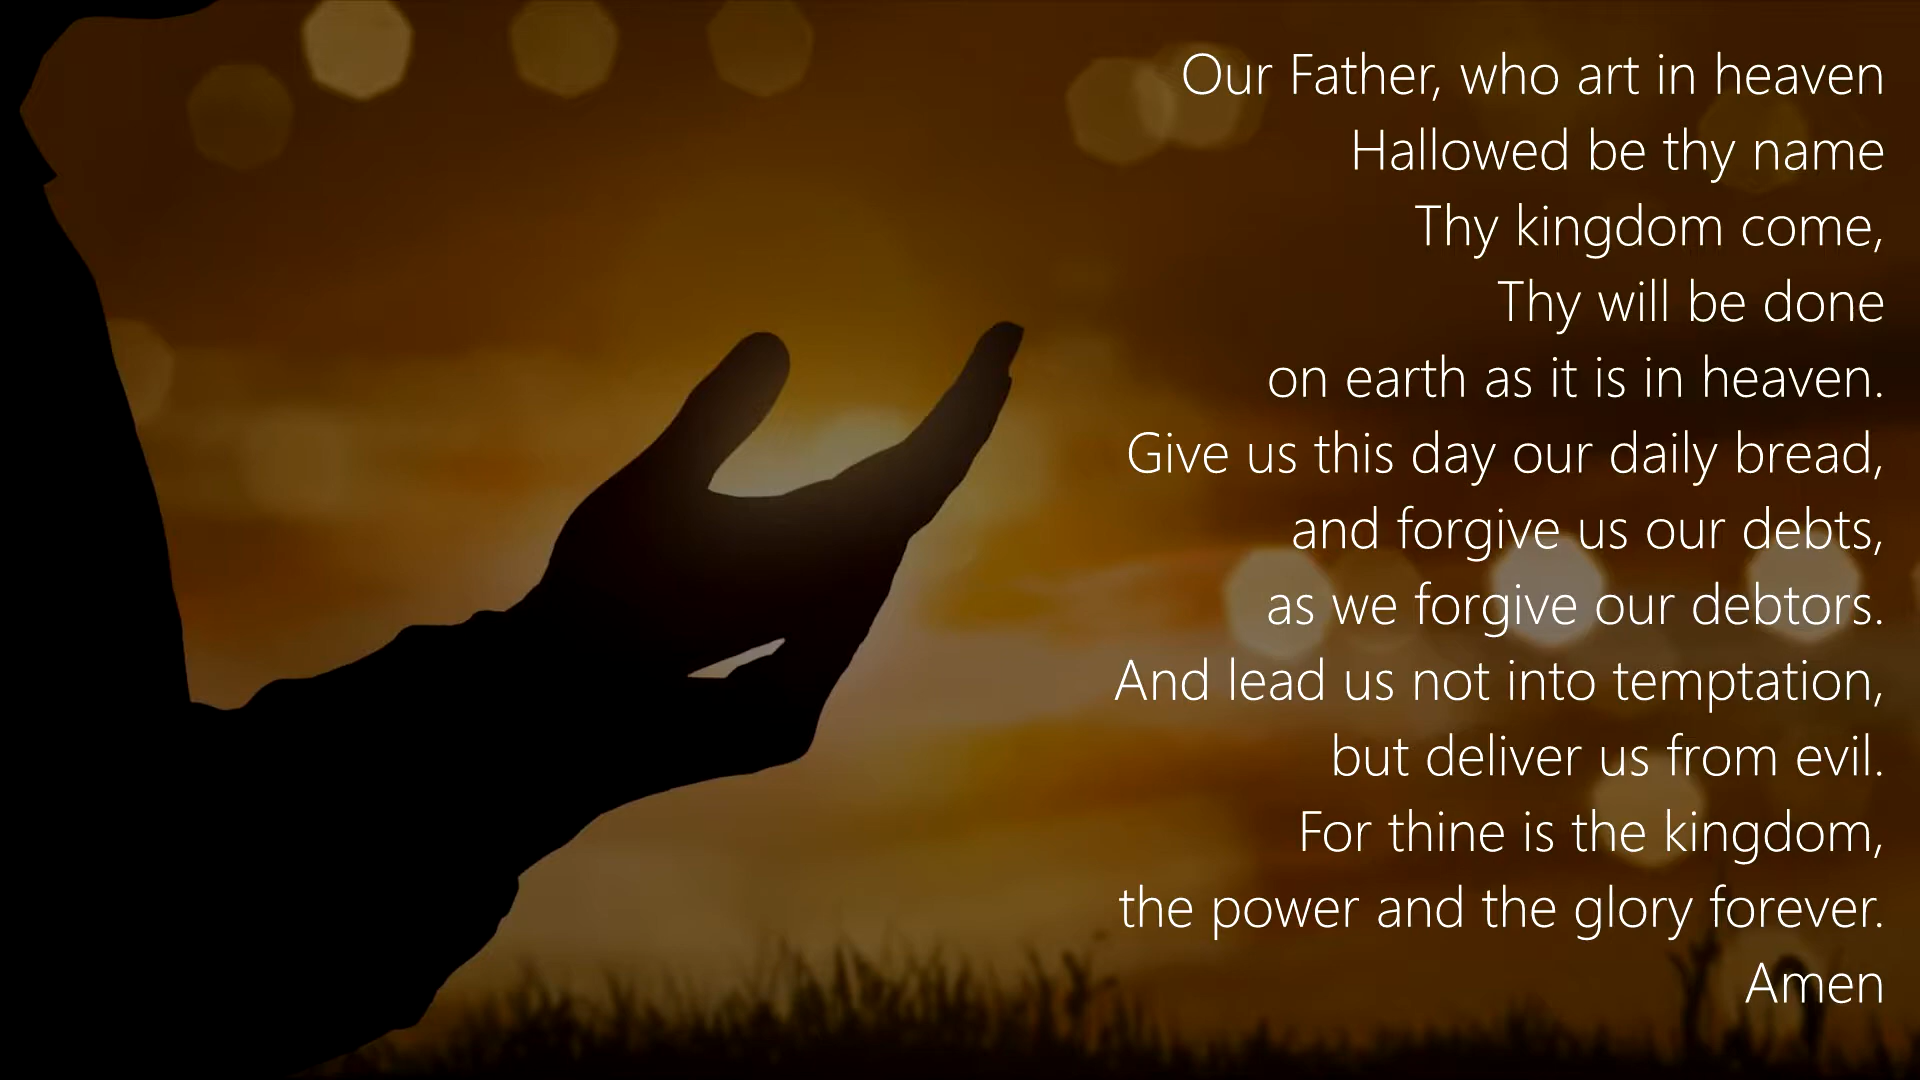 Our Father, who art in heaven
Hallowed be thy name
Thy kingdom come,
Thy will be done
on earth as it is in heaven.
Give us this day our daily bread,
and forgive us our debts,
as we forgive our debtors.
And lead us not into temptation,
but deliver us from evil.
For thine is the kingdom,
the power and the glory forever.
Amen